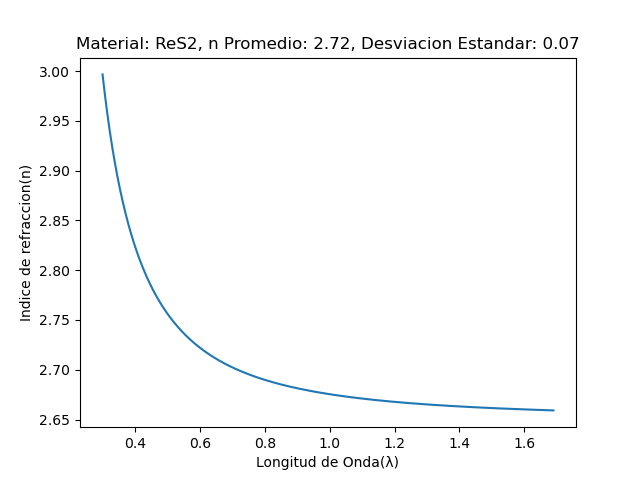 Material: ReS2, n Promedio: 2.72, Desviacion Estandar: 0.07
3.00
2.95
2.90
2.85
2.80
2.75
2.70
2.65
Indice de refraccion(n)
0.4 0.6 0.8 1.0 1.2 1.4 1.6
Longitud de Onda(λ)